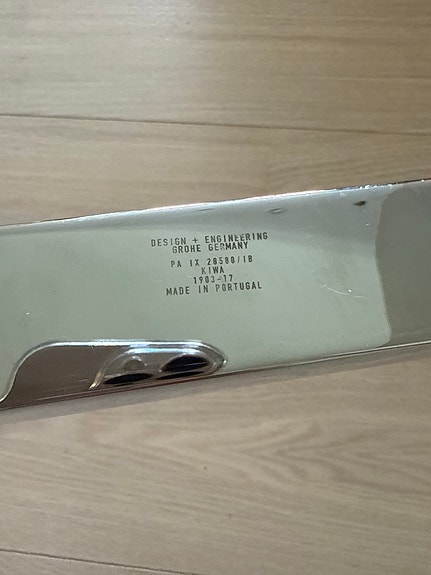 DESIGN + ENGINEERING
GROHE GERMANY
PA IX 28580/IB
KIWA
1903-17
MADE IN PORTUGAL